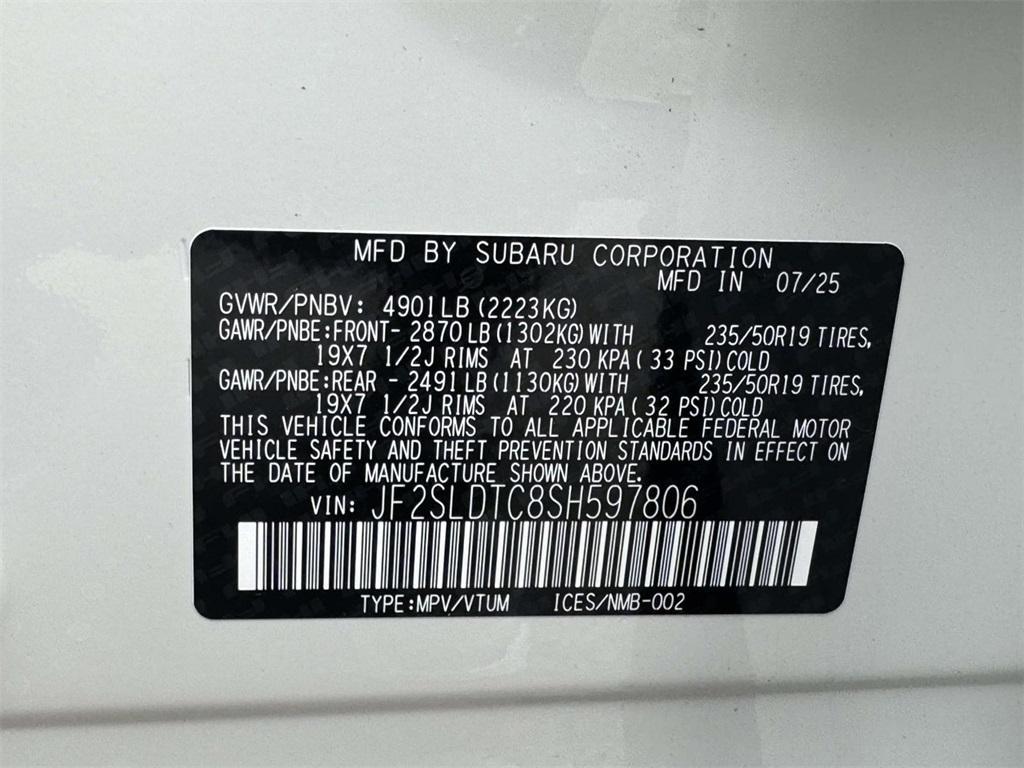 MFD BY SUBARU CORPORATION
MFD IN 07/25
GVWR/PNBV: 4901LB(2223KG)
GAWR/PNBE:FRONT- 2870LB(1302KG)WITH 235/50R19 TIRES,
19X7 1/2J RIMS AT 230 KPA(33 PSI)COLD
GAWR/PNBE:REAR - 2491LB(1130KG)WITH 235/50R19 TIRES,
19X7 1/2J RIMS AT 220 KPA(32 PSI)COLD
THIS VEHICLE CONFORMS TO ALL APPLICABLE FEDERAL MOTOR
VEHICLE SAFETY AND THEFT PREVENTION STANDARDS IN EFFECT ON
THE DATE OF MANUFACTURE SHOWN ABOVE.
VIN: JF2SLDTC8SH597806
TYPE:MPV/VTUM ICES/NMB-002